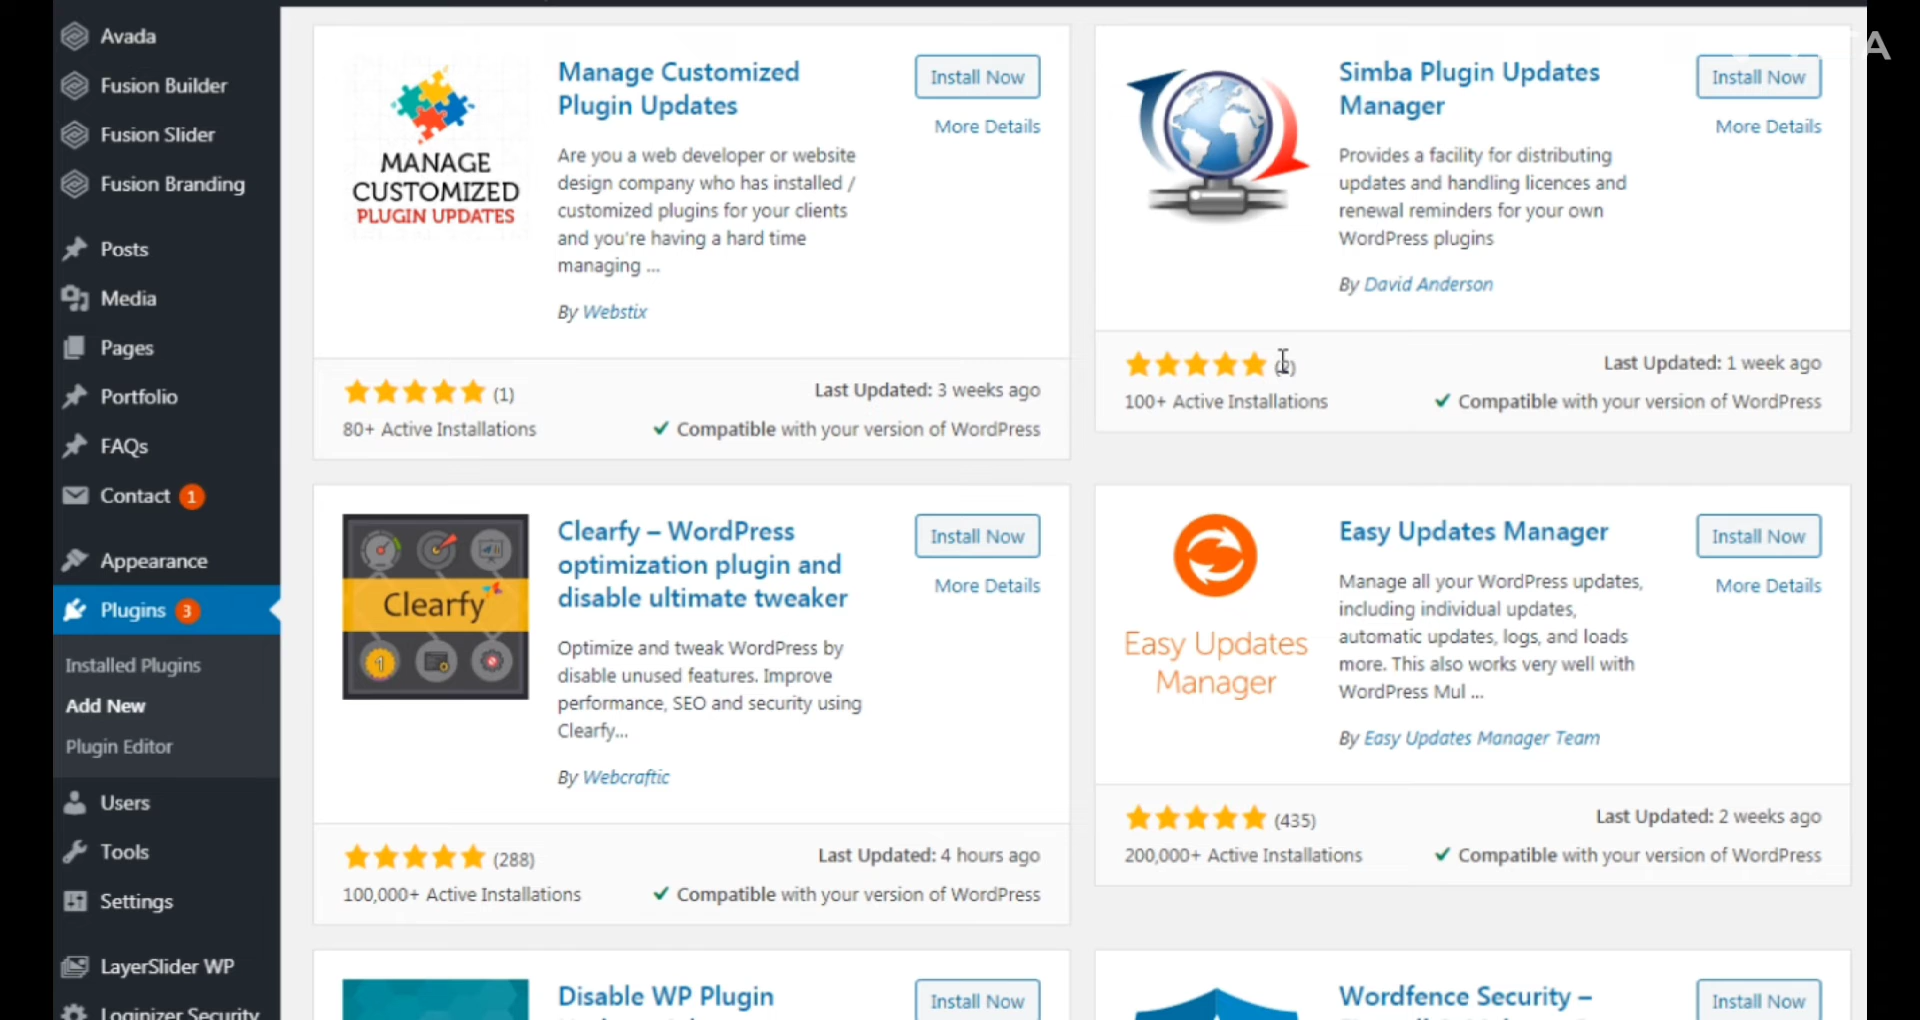 Avada
Fusion Builder
Fusion Slider
Fusion Branding
Posts
Media
Pages
Portfolio
FAQs
Contact 1
Appearance
Plugins 3
Installed Plugins
Add New
Plugin Editor
Users
Tools
Settings
LayerSlider WP
Loginizer Security
MANAGE
CUSTOMIZED
PLUGIN UPDATES
Manage Customized
Plugin Updates
Install Now
More Details
Are you a web developer or website
design company who has installed /
customized plugins for your clients
and you're having a hard time
managing ...
By Webstix
(1)
Last Updated: 3 weeks ago
80+ Active Installations
Compatible with your version of WordPress
Simba Plugin Updates
Manager
Install Now
More Details
Provides a facility for distributing
updates and handling licences and
renewal reminders for your own
WordPress plugins
By David Anderson
Last Updated: 1 week ago
100+ Active Installations
Compatible with your version of WordPress
Clearfy
1
Clearfy – WordPress
optimization plugin and
disable ultimate tweaker
Install Now
More Details
Optimize and tweak WordPress by
disable unused features. Improve
performance, SEO and security using
Clearfy...
By Webcraftic
(288)
Last Updated: 4 hours ago
100,000+ Active Installations
Compatible with your version of WordPress
Easy Updates
Manager
Easy Updates Manager
Install Now
More Details
Manage all your WordPress updates,
including individual updates,
automatic updates, logs, and loads
more. This also works very well with
WordPress Mul ...
By Easy Updates Manager Team
(435)
Last Updated: 2 weeks ago
200,000+ Active Installations
Compatible with your version of WordPress
Disable WP Plugin
Install Now
Wordfence Security –
Install Now